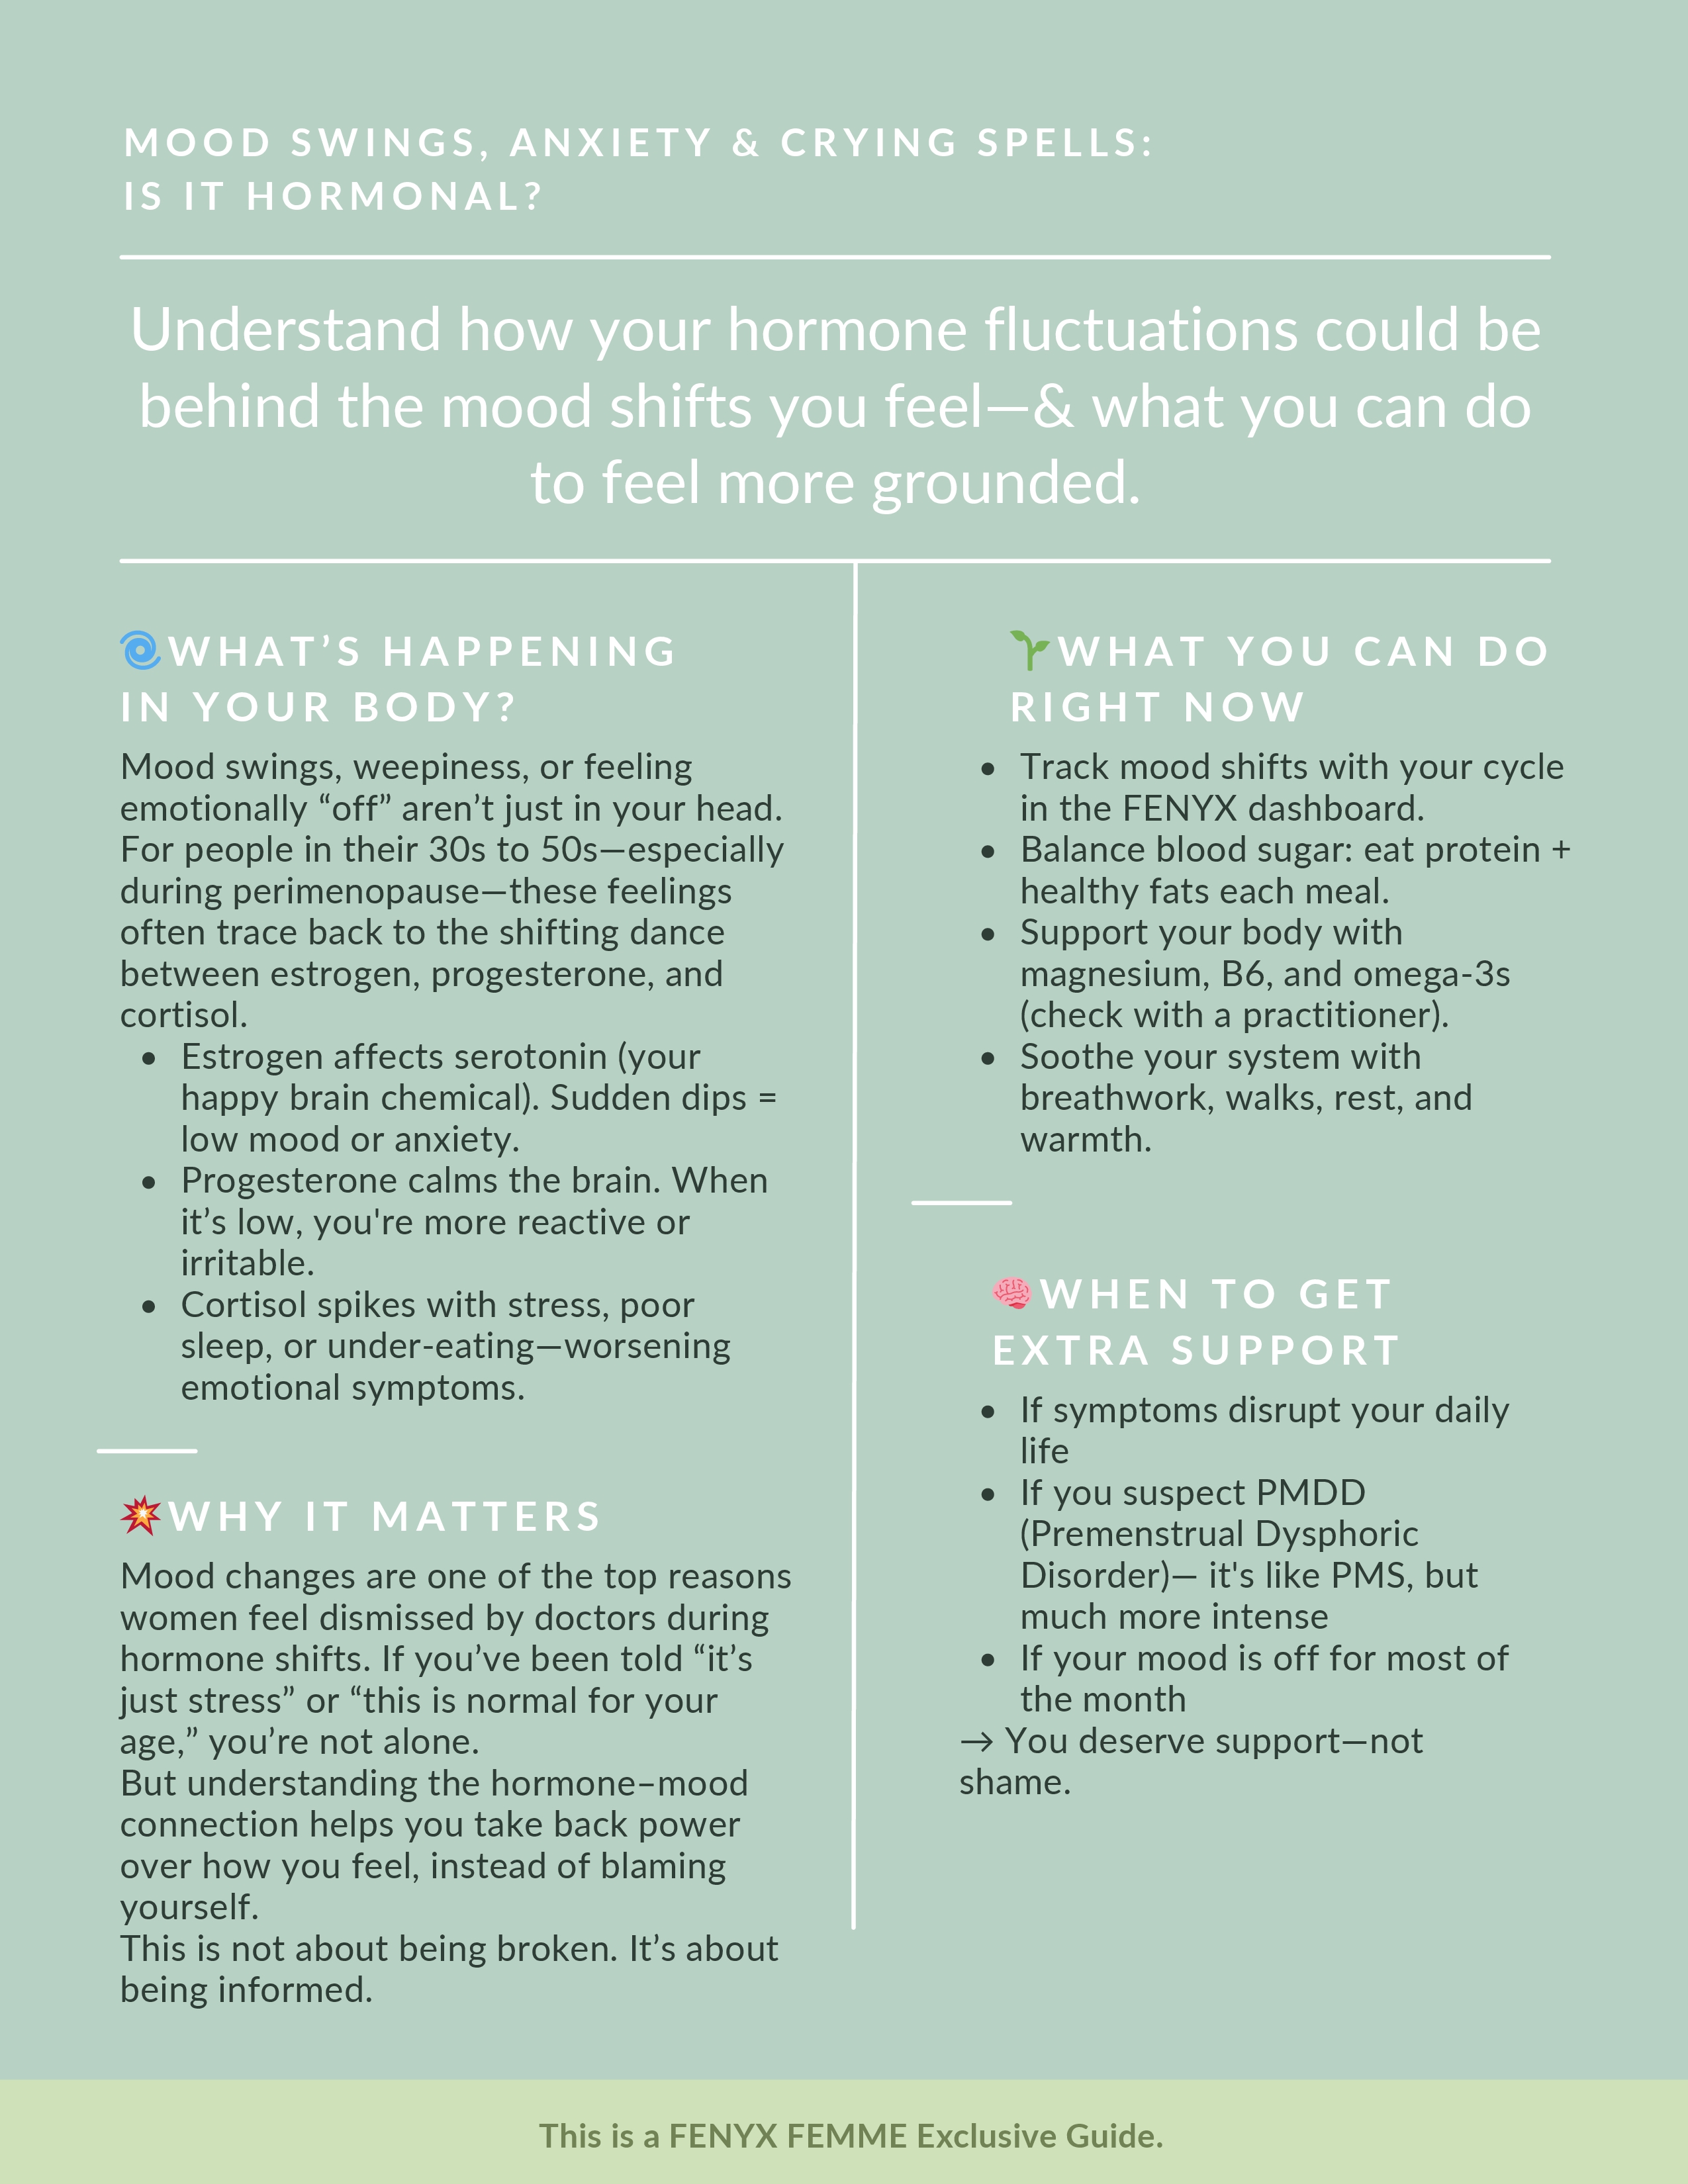 MOOD SWINGS, ANXIETY & CRYING SPELLS:
IS IT HORMONAL?
Understand how your hormone fluctuations could be
behind the mood shifts you feel—& what you can do
to feel more grounded.
🌀WHAT’S HAPPENING
IN YOUR BODY?
Mood swings, weepiness, or feeling
emotionally “off” aren’t just in your head.
For people in their 30s to 50s—especially
during perimenopause—these feelings
often trace back to the shifting dance
between estrogen, progesterone, and
cortisol.
• Estrogen affects serotonin (your
happy brain chemical). Sudden dips =
low mood or anxiety.
• Progesterone calms the brain. When
it’s low, you're more reactive or
irritable.
• Cortisol spikes with stress, poor
sleep, or under-eating—worsening
emotional symptoms.
💥WHY IT MATTERS
Mood changes are one of the top reasons
women feel dismissed by doctors during
hormone shifts. If you’ve been told “it’s
just stress” or “this is normal for your
age,” you’re not alone.
But understanding the hormone–mood
connection helps you take back power
over how you feel, instead of blaming
yourself.
This is not about being broken. It’s about
being informed.
🌱WHAT YOU CAN DO
RIGHT NOW
• Track mood shifts with your cycle
in the FENYX dashboard.
• Balance blood sugar: eat protein +
healthy fats each meal.
• Support your body with
magnesium, B6, and omega-3s
(check with a practitioner).
• Soothe your system with
breathwork, walks, rest, and
warmth.
🧠WHEN TO GET
EXTRA SUPPORT
• If symptoms disrupt your daily
life
• If you suspect PMDD
(Premenstrual Dysphoric
Disorder)— it's like PMS, but
much more intense
• If your mood is off for most of
the month
→ You deserve support—not
shame.
This is a FENYX FEMME Exclusive Guide.